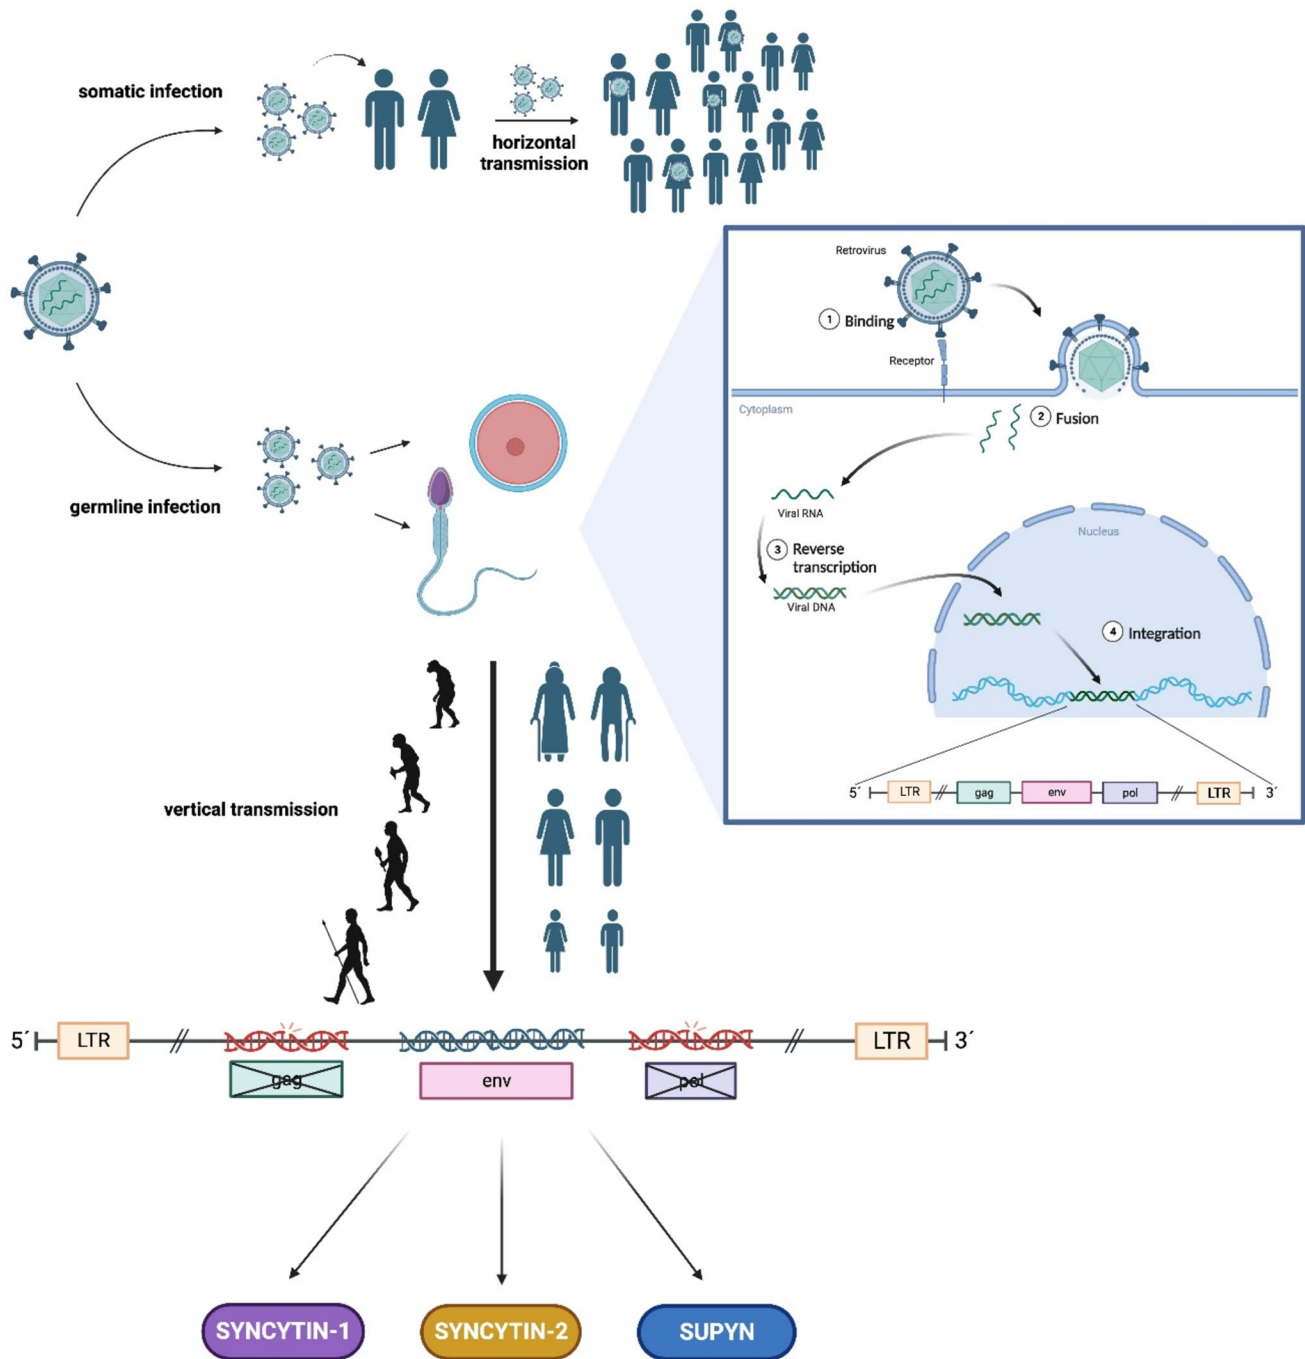 somatic infection
horizontal
transmission
germline infection
Retrovirus
1 Binding
Receptor
Cytoplasm
2 Fusion
Viral RNA
3 Reverse
transcription
Viral DNA
Nucleus
4 Integration
5´ LTR // gag env pol // LTR 3´
vertical transmission
5´ LTR // // LTR 3´
gag env pol
SYNCYTIN-1 SYNCYTIN-2 SUPYN